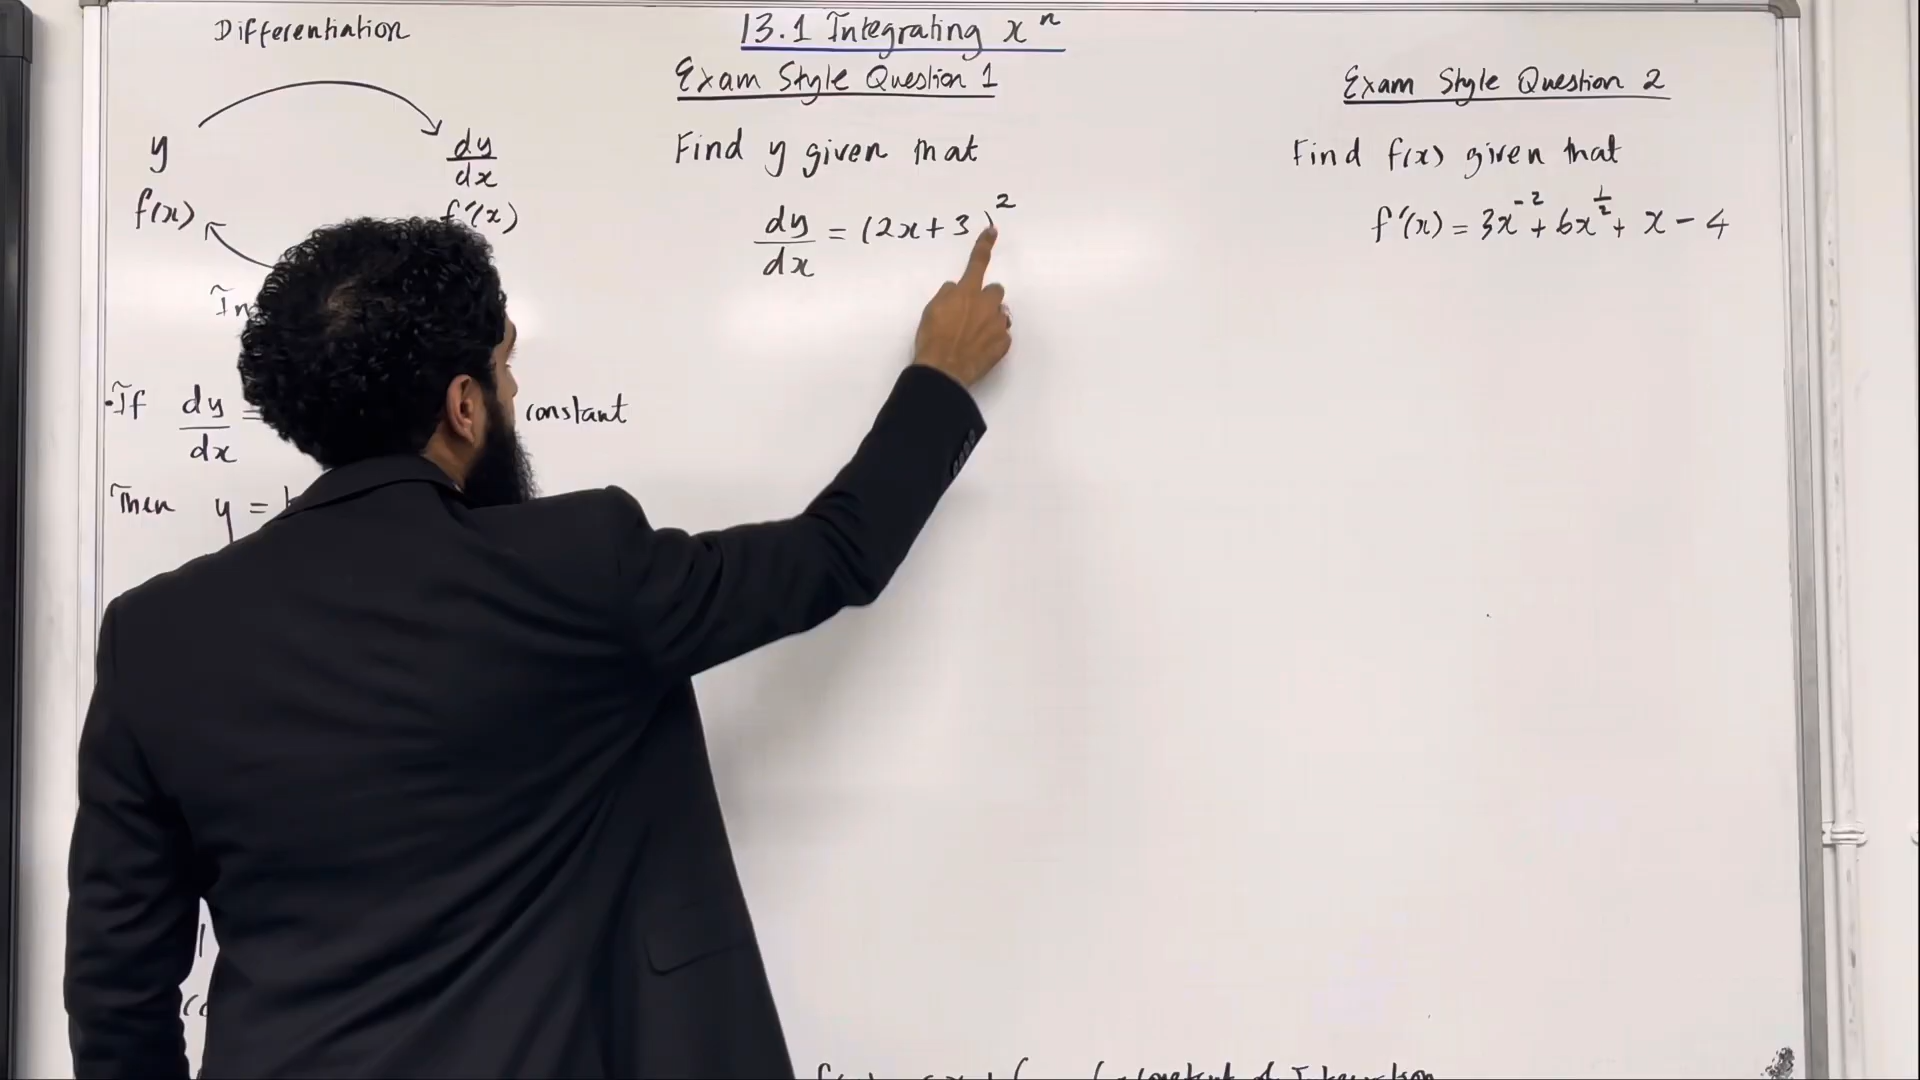 13.1 Integrating xⁿ
Differentiation
y
dy/dx
f(x)
f'(x)
If dy/dx =
constant
Then y =
Exam Style Question 1
Find y given that
dy/dx = (2x+3)²
Exam Style Question 2
Find f(x) given that
f'(x) = 3x⁻² + 6x^½ + x - 4